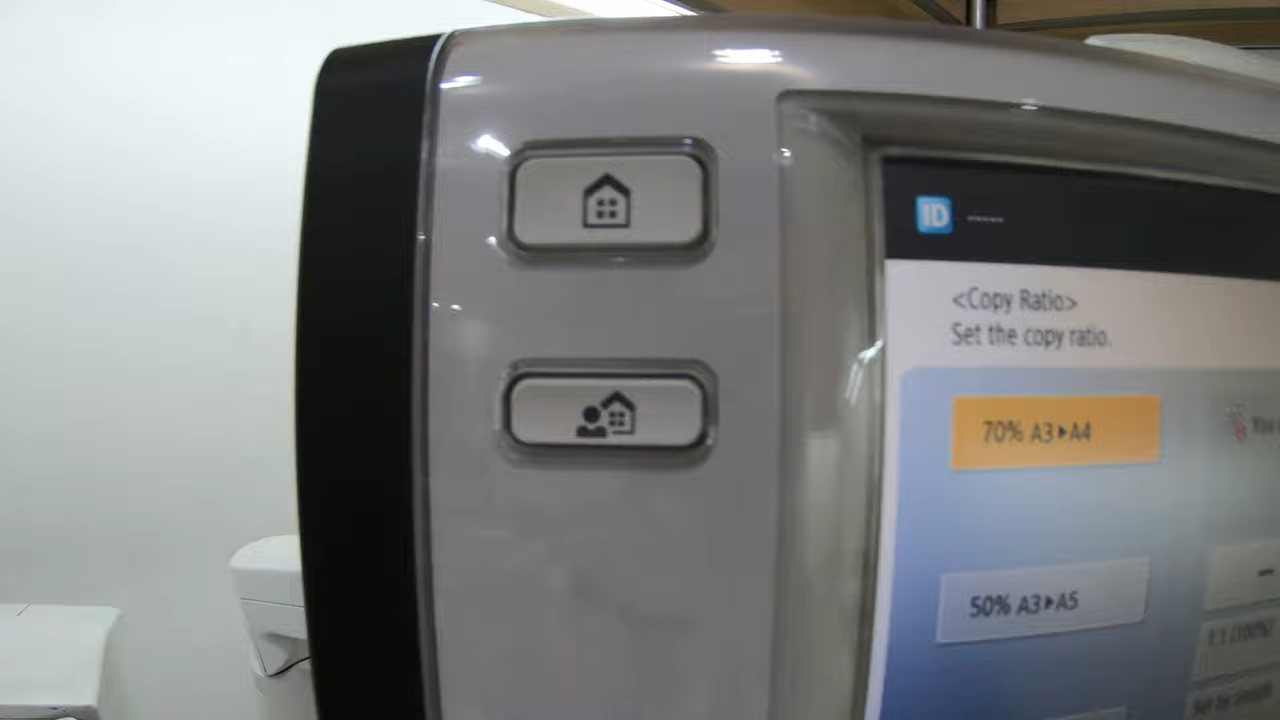 ID -----
<Copy Ratio>
Set the copy ratio.
70% A3▶A4
50% A3▶A5